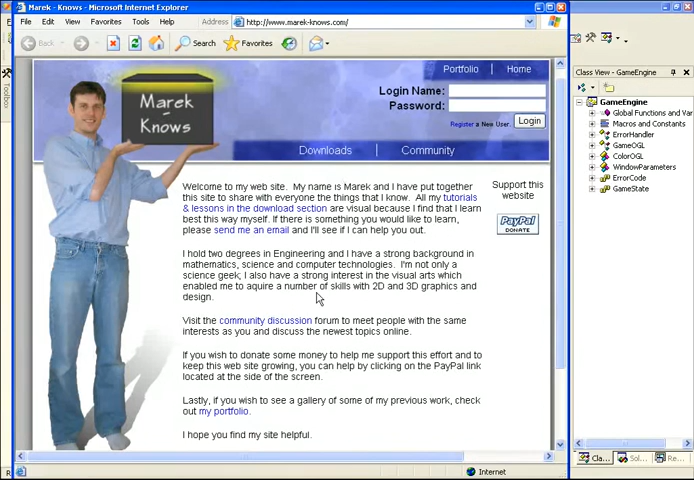 Marek - Knows - Microsoft Internet Explorer
File Edit View Favorites Tools Help Address http://www.marek-knows.com/
Back Search Favorites
Portfolio | Home
Marek
-
Knows
Login Name:
Password:
Register a New User. Login
Downloads | Community
Welcome to my web site. My name is Marek and I have put together
this site to share with everyone the things that I know. All my tutorials
& lessons in the download section are visual because I find that I learn
best this way myself. If there is something you would like to learn,
please send me an email and I'll see if I can help you out.
I hold two degrees in Engineering and I have a strong background in
mathematics, science and computer technologies. I'm not only a
science geek; I also have a strong interest in the visual arts which
enabled me to aquire a number of skills with 2D and 3D graphics and
design.
Visit the community discussion forum to meet people with the same
interests as you and discuss the newest topics online.
If you wish to donate some money to help me support this effort and to
keep this web site growing, you can help by clicking on the PayPal link
located at the side of the screen.
Lastly, if you wish to see a gallery of some of my previous work, check
out my portfolio.
I hope you find my site helpful.
Support this
website
PayPal
DONATE
Internet
Toolbox
Class View - GameEngine
GameEngine
Global Functions and Var
Macros and Constants
ErrorHandler
GameOGL
ColorOGL
WindowParameters
ErrorCode
GameState
Cla... Sol... Re...